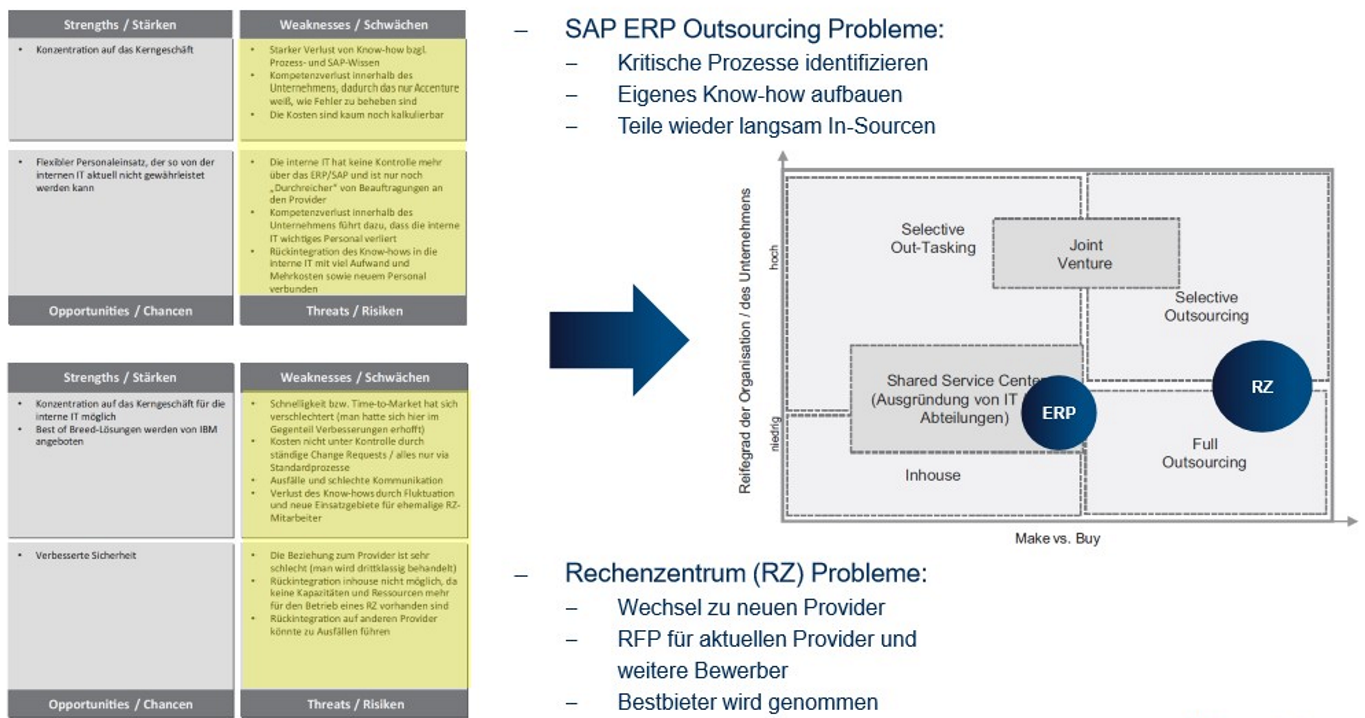 Strengths / Stärken
Weaknesses / Schwächen
• Konzentration auf das Kerngeschäft
• Starker Verlust von Know-how bzgl.
Prozess- und SAP-Wissen
• Kompetenzverlust innerhalb des
Unternehmens, dadurch das nur Accenture
weiß, wie Fehler zu beheben sind
• Die Kosten sind kaum noch kalkulierbar
• Flexibler Personaleinsatz, der so von der
internen IT aktuell nicht gewährleistet
werden kann
• Die interne IT hat keine Kontrolle mehr
über das ERP/SAP und ist nur noch
„Durchreicher“ von Beauftragungen an
den Provider
• Kompetenzverlust innerhalb des
Unternehmens führt dazu, dass die interne
IT wichtiges Personal verliert
• Rückintegration des Know-hows in die
interne IT mit viel Aufwand und
Mehrkosten sowie neuem Personal
verbunden
Opportunities / Chancen
Threats / Risiken
Strengths / Stärken
Weaknesses / Schwächen
• Konzentration auf das Kerngeschäft für die
interne IT möglich
• Best of Breed-Lösungen werden von IBM
angeboten
• Schnelligkeit bzw. Time-to-Market hat sich
verschlechtert (man hatte sich hier im
Gegenteil Verbesserungen erhofft)
• Kosten nicht unter Kontrolle durch
ständige Change Requests / alles nur via
Standardprozesse
• Ausfälle und schlechte Kommunikation
• Verlust des Know-hows durch Fluktuation
und neue Einsatzgebiete für ehemalige RZ-
Mitarbeiter
• Verbesserte Sicherheit
• Die Beziehung zum Provider ist sehr
schlecht (man wird drittklassig behandelt)
• Rückintegration inhouse nicht möglich, da
keine Kapazitäten und Ressourcen mehr
für den Betrieb eines RZ vorhanden sind
• Rückintegration auf anderen Provider
könnte zu Ausfällen führen
Opportunities / Chancen
Threats / Risiken
– SAP ERP Outsourcing Probleme:
– Kritische Prozesse identifizieren
– Eigenes Know-how aufbauen
– Teile wieder langsam In-Sourcen
Reifegrad der Organisation / des Unternehmens
hoch
niedrig
Selective
Out-Tasking
Joint
Venture
Selective
Outsourcing
Shared Service Center
(Ausgründung von IT
Abteilungen)
ERP
RZ
Full
Outsourcing
Inhouse
Make vs. Buy
– Rechenzentrum (RZ) Probleme:
– Wechsel zu neuen Provider
– RFP für aktuellen Provider und
weitere Bewerber
– Bestbieter wird genommen